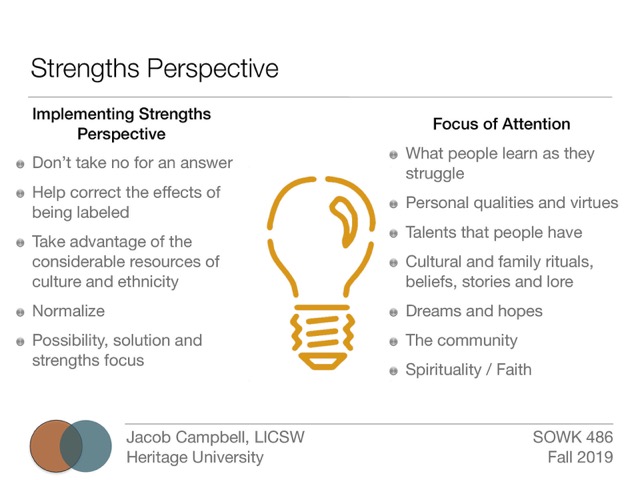 Strengths Perspective
Implementing Strengths
Perspective
Don't take no for an answer
Help correct the effects of
being labeled
Take advantage of the
considerable resources of
culture and ethnicity
Normalize
Possibility, solution and
strengths focus
Focus of Attention
What people learn as they
struggle
Personal qualities and virtues
Talents that people have
Cultural and family rituals,
beliefs, stories and lore
Dreams and hopes
The community
Spirituality / Faith
Jacob Campbell, LICSW
Heritage University
SOWK 486
Fall 2019